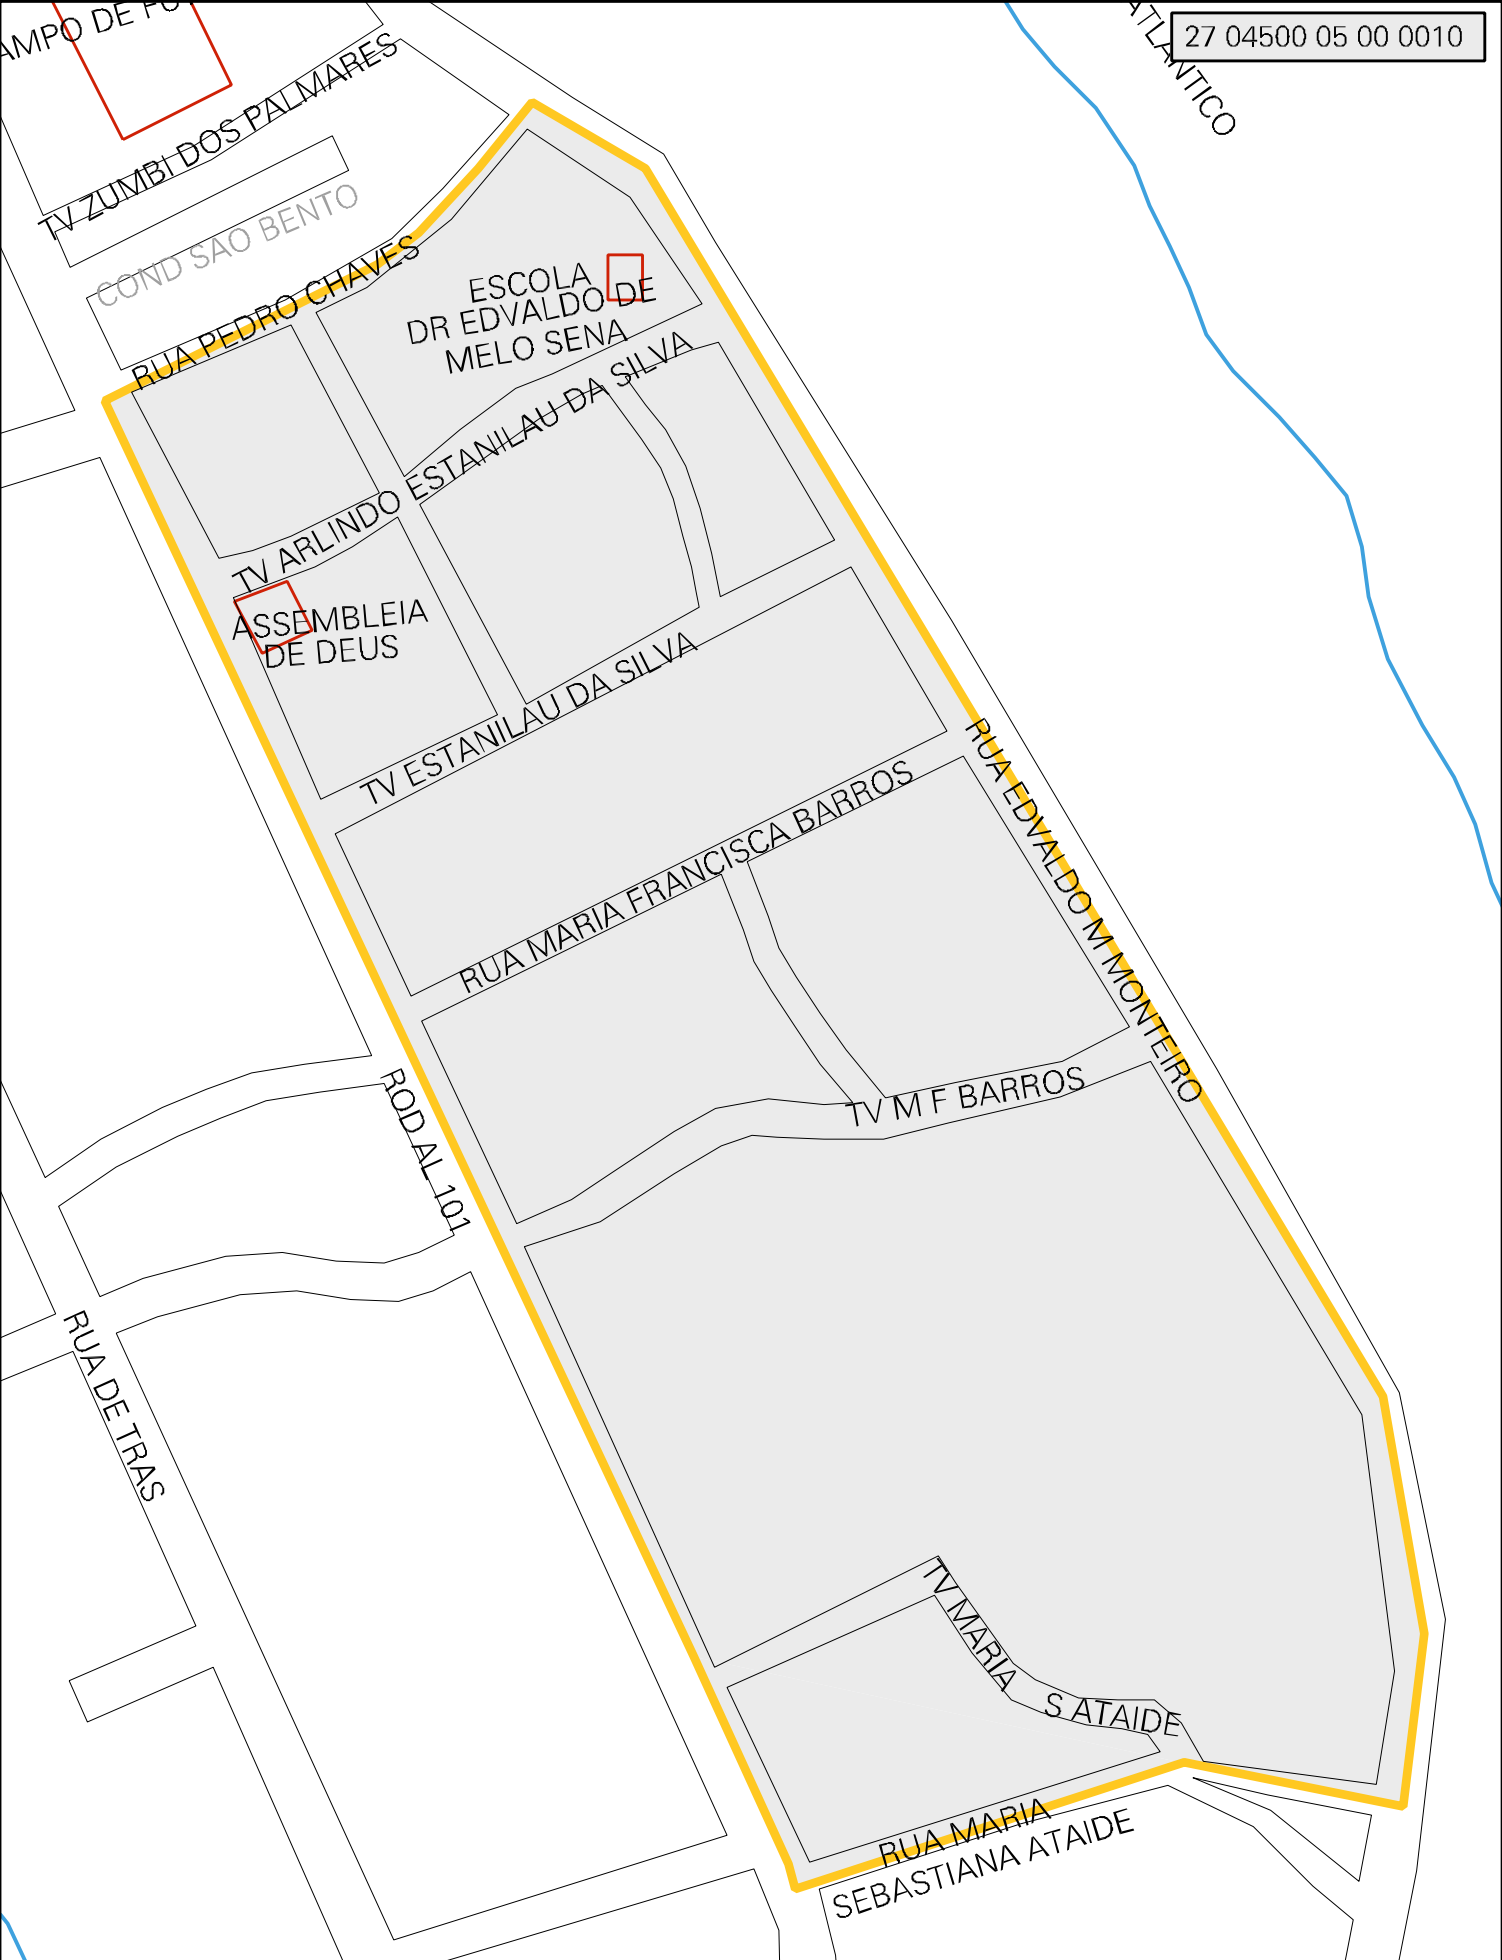 AMPO DE FU
ATLANTICO
27 04500 05 00 0010
TV ZUMBI DOS PALMARES
COND SAO BENTO
RUA PEDRO CHAVES
ESCOLA
DR EDVALDO DE
MELO SENA
TV ARLINDO ESTANILAU DA SILVA
ASSEMBLEIA
DE DEUS
TV ESTANILAU DA SILVA
RUA MARIA FRANCISCA BARROS
RUA EDVALDO M MONTEIRO
TV M F BARROS
ROD AL 101
RUA DE TRAS
TV MARIA S ATAIDE
RUA MARIA
SEBASTIANA ATAIDE